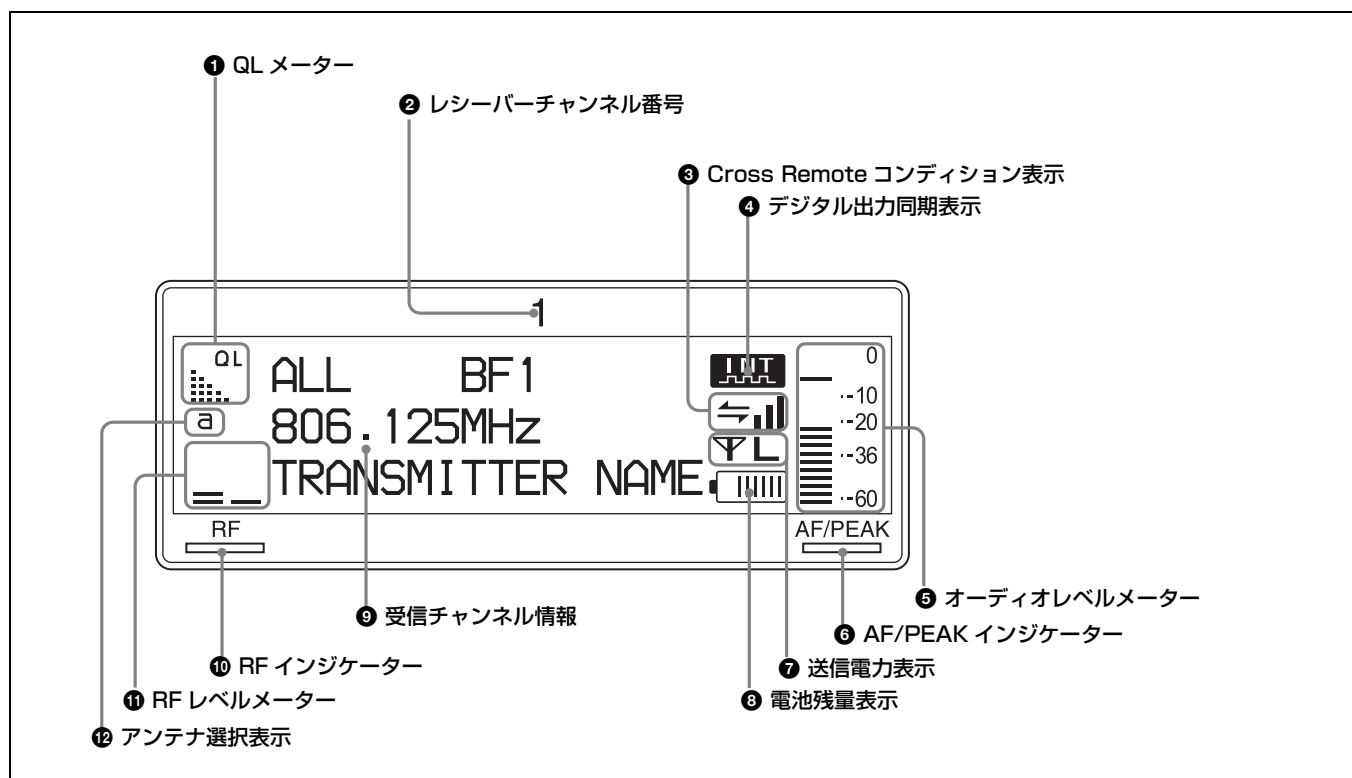 ❶ QL メーター
❷ レシーバーチャンネル番号
❸ Cross Remote コンディション表示
❹ デジタル出力同期表示
1
QL
ALL BF1
INT
0
-10
a
806.125MHz
-20
L
-36
TRANSMITTER NAME
-60
RF
AF/PEAK
❺ オーディオレベルメーター
❾ 受信チャンネル情報
❻ AF/PEAK インジケーター
❿ RF インジケーター
❼ 送信電力表示
⓫ RF レベルメーター
❽ 電池残量表示
⓬ アンテナ選択表示